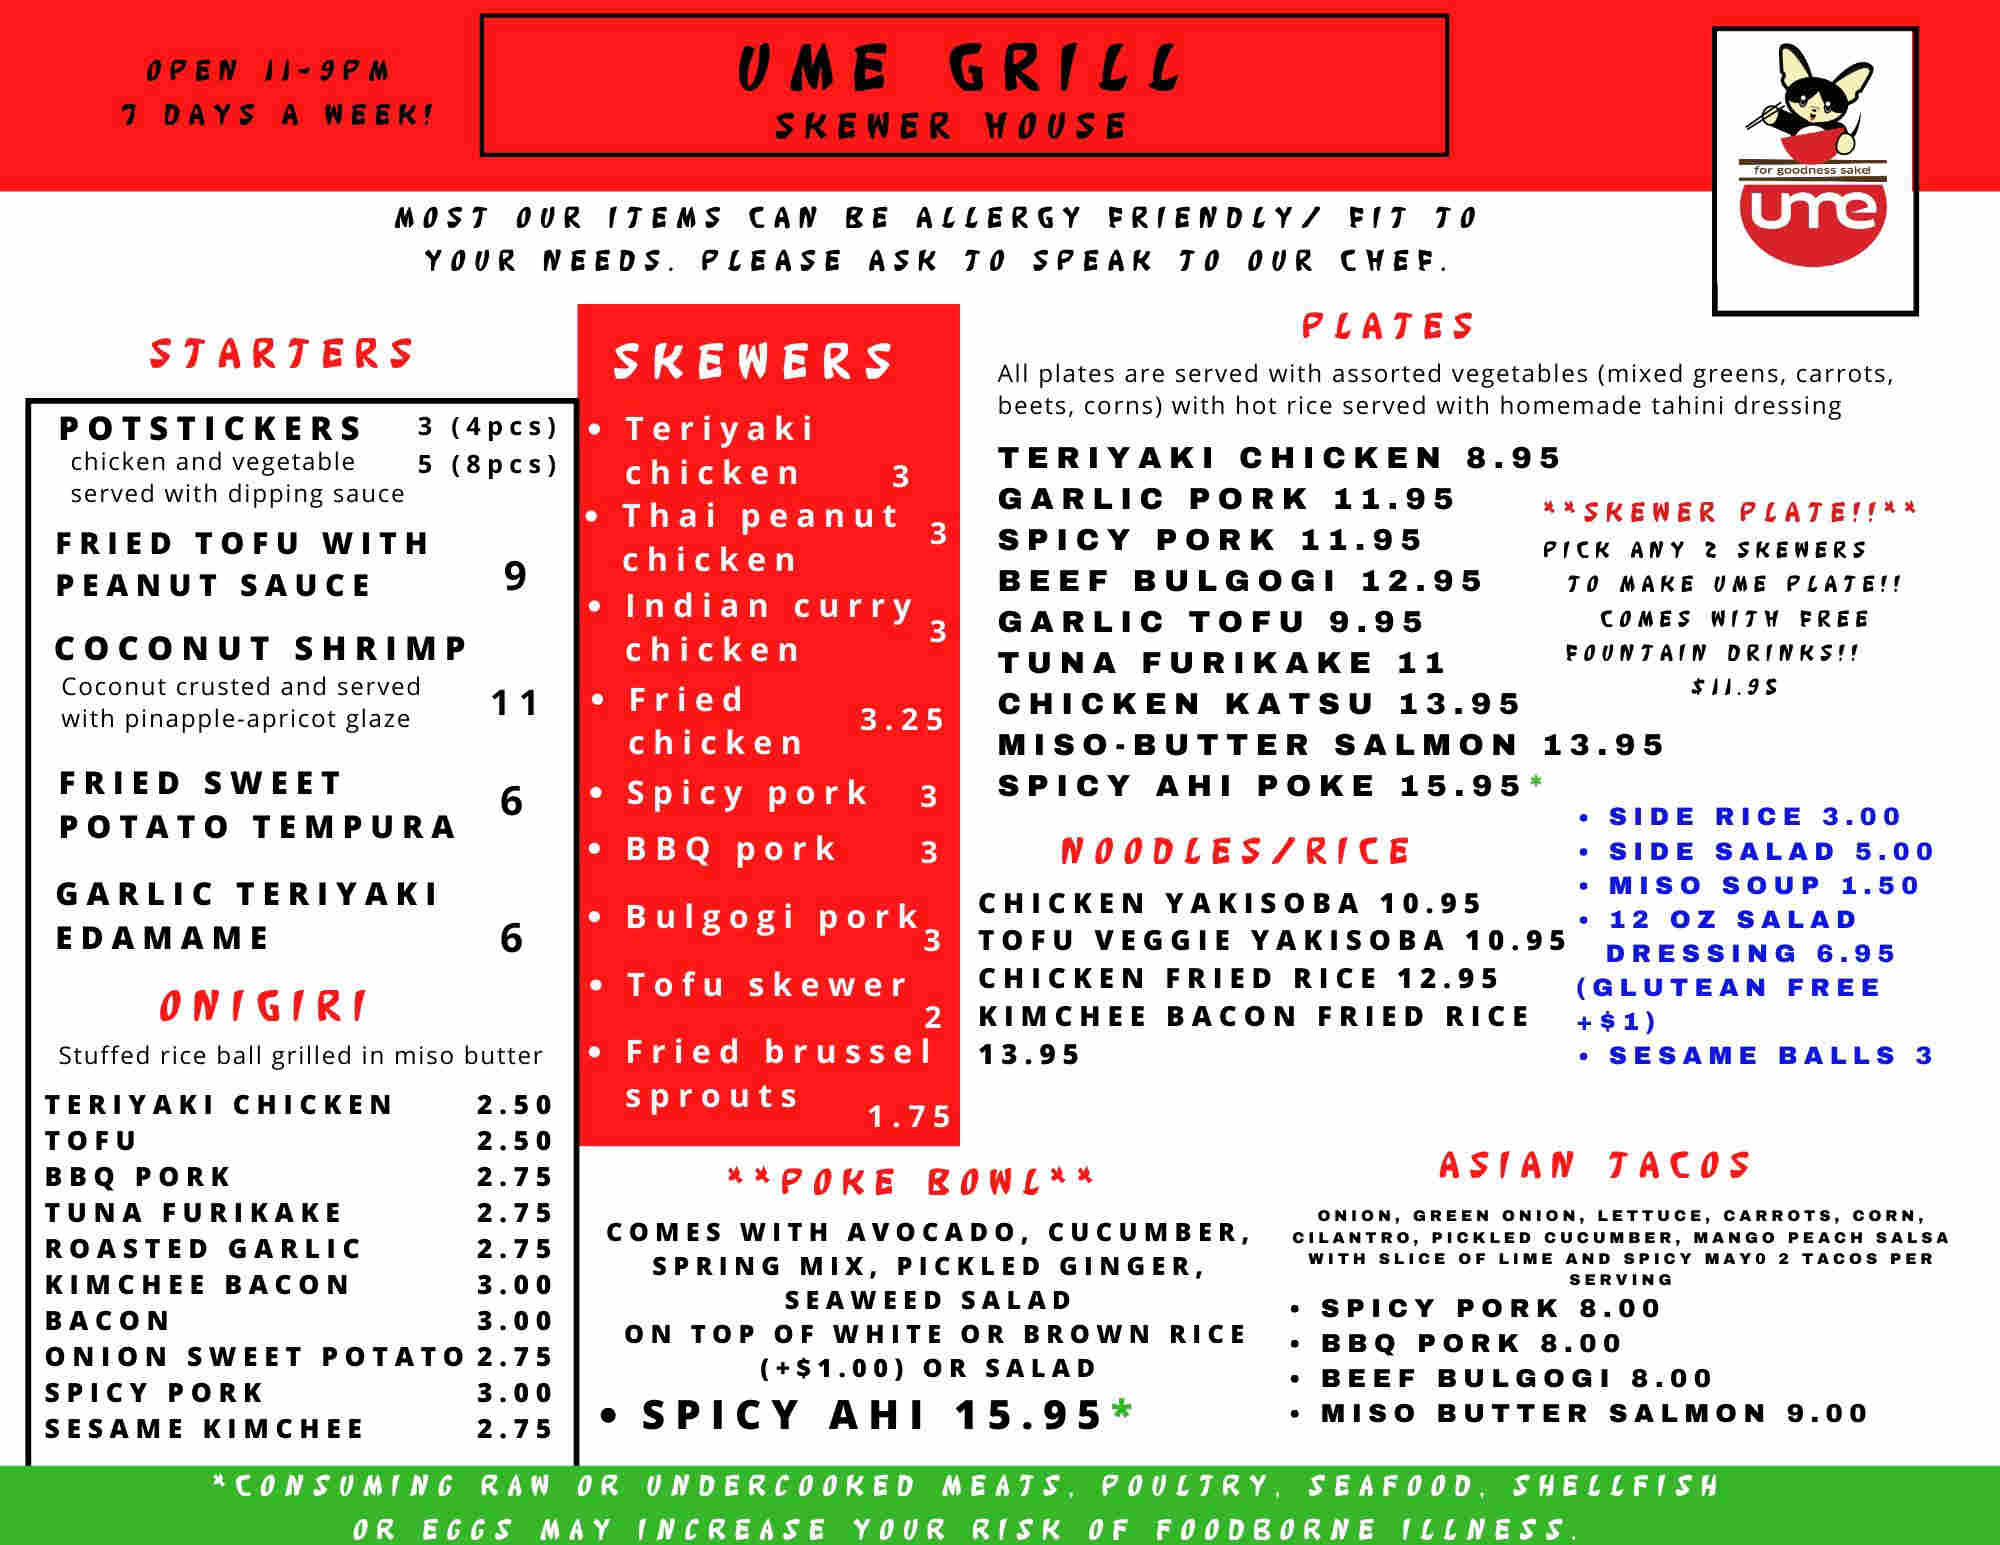 OPEN 11-9PM
7 DAYS A WEEK!
UME GRILL
SKEWER HOUSE
for goodness sake!
ume
MOST OUR ITEMS CAN BE ALLERGY FRIENDLY/ FIT TO
YOUR NEEDS. PLEASE ASK TO SPEAK TO OUR CHEF.
STARTERS
POTSTICKERS 3 (4pcs)
chicken and vegetable 5 (8pcs)
served with dipping sauce
FRIED TOFU WITH
PEANUT SAUCE 9
COCONUT SHRIMP
Coconut crusted and served
with pinapple-apricot glaze 11
FRIED SWEET
POTATO TEMPURA 6
GARLIC TERIYAKI
EDAMAME 6
ONIGIRI
Stuffed rice ball grilled in miso butter
TERIYAKI CHICKEN 2.50
TOFU 2.50
BBQ PORK 2.75
TUNA FURIKAKE 2.75
ROASTED GARLIC 2.75
KIMCHEE BACON 3.00
BACON 3.00
ONION SWEET POTATO 2.75
SPICY PORK 3.00
SESAME KIMCHEE 2.75
SKEWERS
• Teriyaki
chicken 3
• Thai peanut
chicken 3
• Indian curry
chicken 3
• Fried
chicken 3.25
• Spicy pork 3
• BBQ pork 3
• Bulgogi pork 3
• Tofu skewer
2
• Fried brussel
sprouts 1.75
PLATES
All plates are served with assorted vegetables (mixed greens, carrots,
beets, corns) with hot rice served with homemade tahini dressing
TERIYAKI CHICKEN 8.95
GARLIC PORK 11.95
SPICY PORK 11.95
BEEF BULGOGI 12.95
GARLIC TOFU 9.95
TUNA FURIKAKE 11
CHICKEN KATSU 13.95
MISO-BUTTER SALMON 13.95
SPICY AHI POKE 15.95*
**SKEWER PLATE!!**
PICK ANY 2 SKEWERS
TO MAKE UME PLATE!!
COMES WITH FREE
FOUNTAIN DRINKS!!
$11.95
NOODLES/RICE
CHICKEN YAKISOBA 10.95
TOFU VEGGIE YAKISOBA 10.95
CHICKEN FRIED RICE 12.95
KIMCHEE BACON FRIED RICE
13.95
• SIDE RICE 3.00
• SIDE SALAD 5.00
• MISO SOUP 1.50
• 12 OZ SALAD
DRESSING 6.95
(GLUTEAN FREE
+$1)
• SESAME BALLS 3
**POKE BOWL**
COMES WITH AVOCADO, CUCUMBER,
SPRING MIX, PICKLED GINGER,
SEAWEED SALAD
ON TOP OF WHITE OR BROWN RICE
(+$1.00) OR SALAD
• SPICY AHI 15.95*
ASIAN TACOS
ONION, GREEN ONION, LETTUCE, CARROTS, CORN,
CILANTRO, PICKLED CUCUMBER, MANGO PEACH SALSA
WITH SLICE OF LIME AND SPICY MAY0 2 TACOS PER
SERVING
• SPICY PORK 8.00
• BBQ PORK 8.00
• BEEF BULGOGI 8.00
• MISO BUTTER SALMON 9.00
*CONSUMING RAW OR UNDERCOOKED MEATS, POULTRY, SEAFOOD, SHELLFISH
OR EGGS MAY INCREASE YOUR RISK OF FOODBORNE ILLNESS.